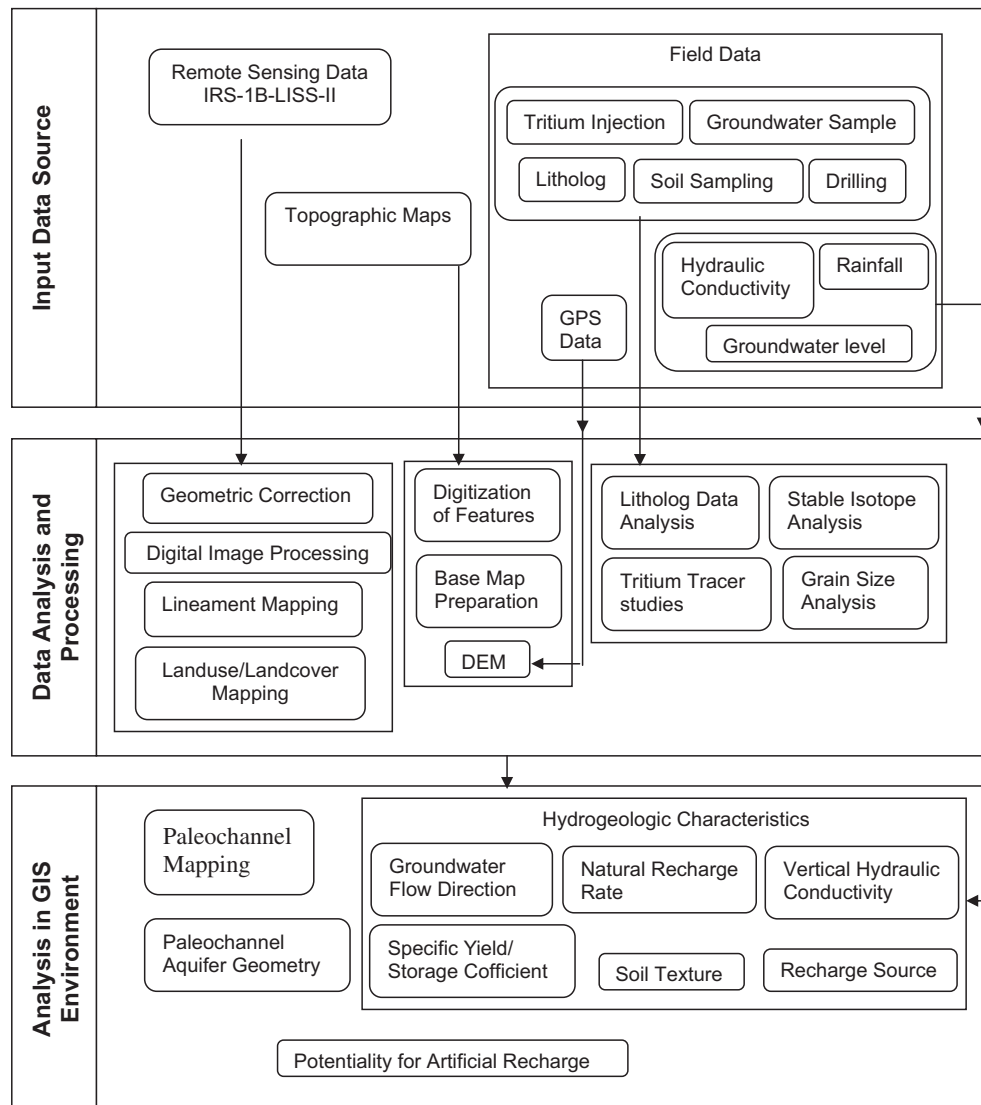 Input Data Source
Remote Sensing Data
IRS-1B-LISS-II
Topographic Maps
Field Data
Tritium Injection
Groundwater Sample
Litholog
Soil Sampling
Drilling
Hydraulic
Conductivity
Rainfall
Groundwater level
GPS
Data
Data Analysis and
Processing
Geometric Correction
Digital Image Processing
Lineament Mapping
Landuse/Landcover
Mapping
Digitization
of Features
Base Map
Preparation
DEM
Litholog Data
Analysis
Stable Isotope
Analysis
Tritium Tracer
studies
Grain Size
Analysis
Analysis in GIS
Environment
Paleochannel
Mapping
Paleochannel
Aquifer Geometry
Hydrogeologic Characteristics
Groundwater
Flow Direction
Natural Recharge
Rate
Vertical Hydraulic
Conductivity
Specific Yield/
Storage Cofficient
Soil Texture
Recharge Source
Potentiality for Artificial Recharge